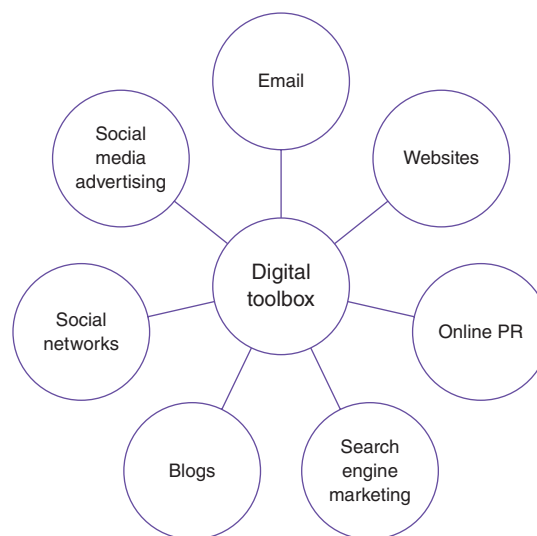 Email
Websites
Online PR
Search
engine
marketing
Blogs
Social
networks
Social
media
advertising
Digital
toolbox